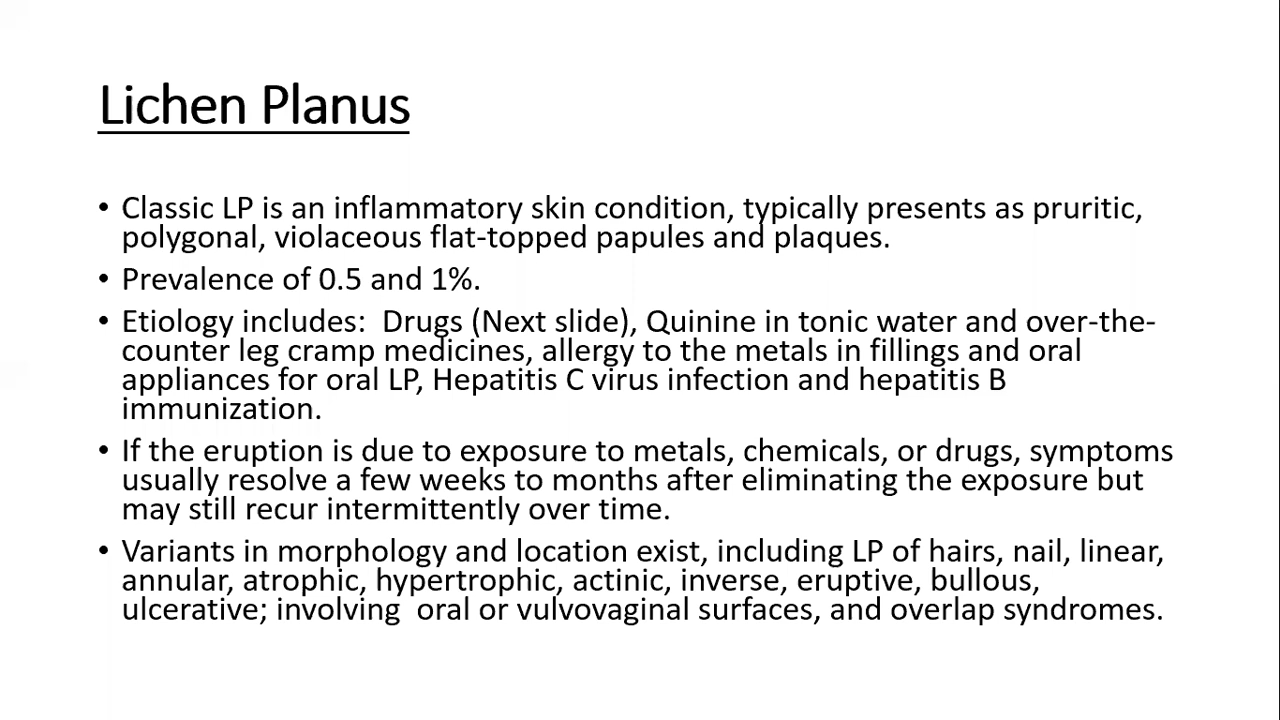 Lichen Planus
• Classic LP is an inflammatory skin condition, typically presents as pruritic,
polygonal, violaceous flat-topped papules and plaques.
• Prevalence of 0.5 and 1%.
• Etiology includes:  Drugs (Next slide), Quinine in tonic water and over-the-
counter leg cramp medicines, allergy to the metals in fillings and oral
appliances for oral LP, Hepatitis C virus infection and hepatitis B
immunization.
• If the eruption is due to exposure to metals, chemicals, or drugs, symptoms
usually resolve a few weeks to months after eliminating the exposure but
may still recur intermittently over time.
• Variants in morphology and location exist, including LP of hairs, nail, linear,
annular, atrophic, hypertrophic, actinic, inverse, eruptive, bullous,
ulcerative; involving  oral or vulvovaginal surfaces, and overlap syndromes.